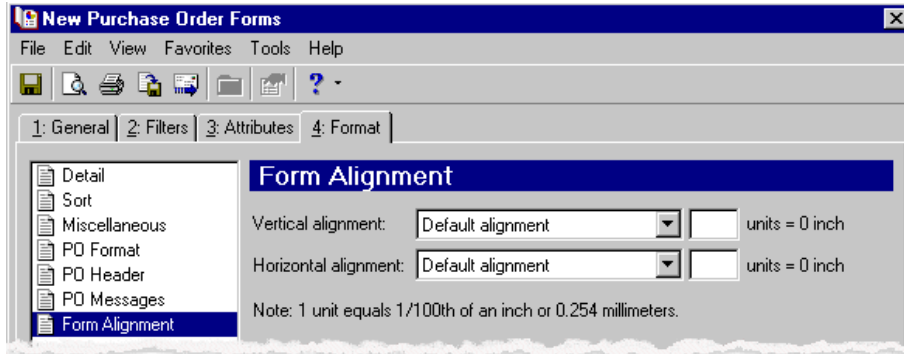 New Purchase Order Forms
File Edit View Favorites Tools Help
1: General 2: Filters 3: Attributes 4: Format
Detail
Sort
Miscellaneous
PO Format
PO Header
PO Messages
Form Alignment
Form Alignment
Vertical alignment: Default alignment units = 0 inch
Horizontal alignment: Default alignment units = 0 inch
Note: 1 unit equals 1/100th of an inch or 0.254 millimeters.